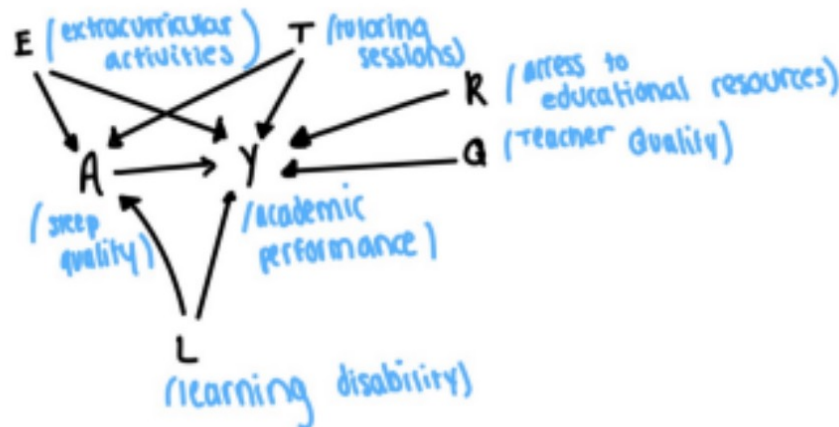 E (extracurricular
activities)
T (tutoring
sessions)
R (access to
educational resources)
Q (Teacher Quality)
A
(sleep
quality)
Y
(academic
performance)
L
(learning disability)